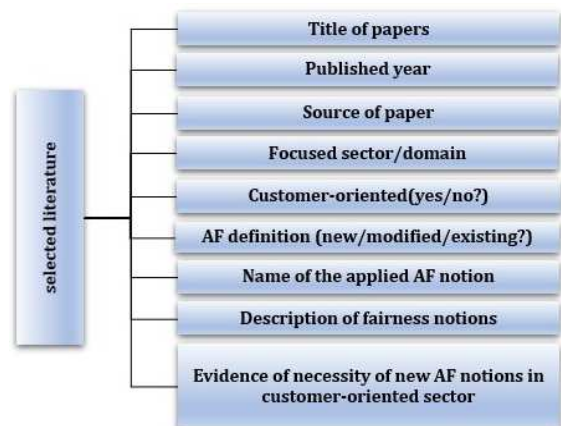 selected literature
Title of papers
Published year
Source of paper
Focused sector/domain
Customer-oriented(yes/no?)
AF definition (new/modified/existing?)
Name of the applied AF notion
Description of fairness notions
Evidence of necessity of new AF notions in
customer-oriented sector